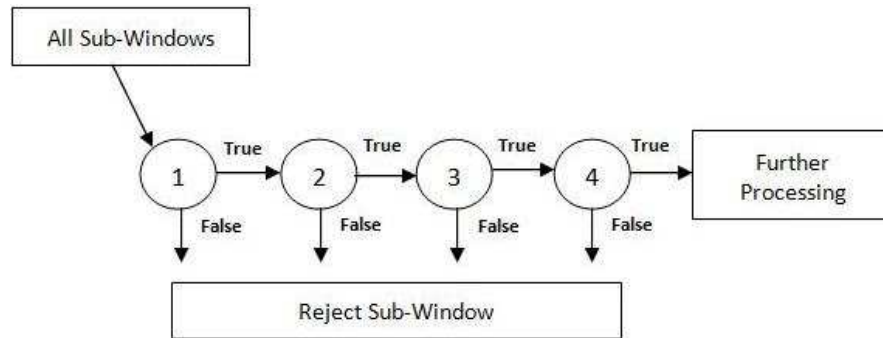 All Sub-Windows
True
True
True
True
1
2
3
4
Further
Processing
False
False
False
False
Reject Sub-Window